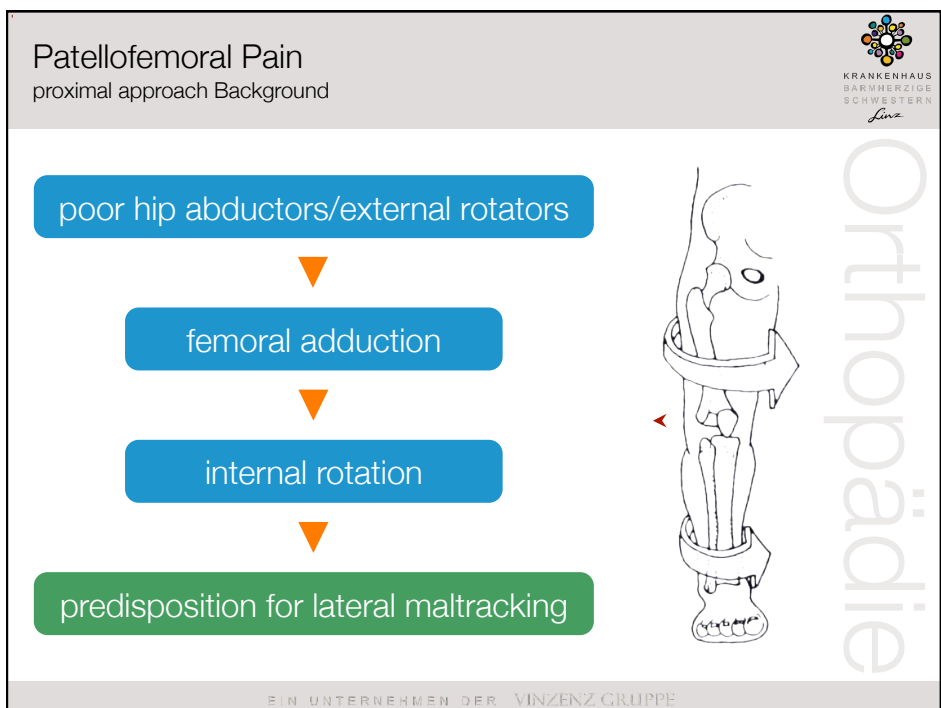 Patellofemoral Pain
proximal approach Background
KRANKENHAUS
BARMHERZIGE
SCHWESTERN
Linz
poor hip abductors/external rotators
femoral adduction
internal rotation
predisposition for lateral maltracking
Orthopädie
EIN UNTERNEHMEN DER VINZENZ GRUPPE